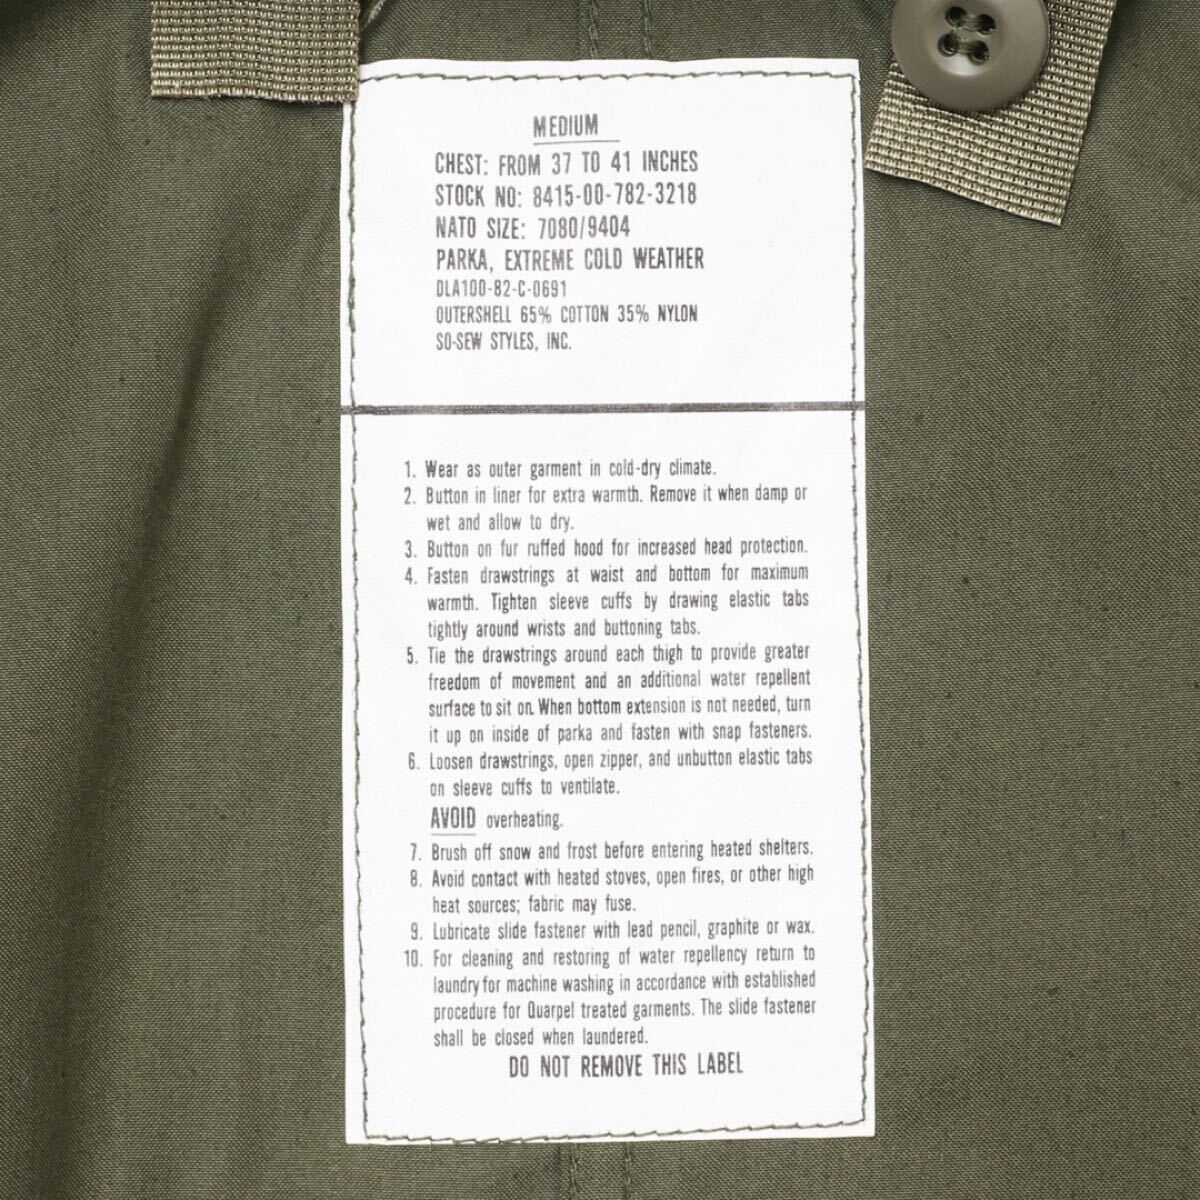 MEDIUM
CHEST: FROM 37 TO 41 INCHES
STOCK NO: 8415-00-782-3218
NATO SIZE: 7080/9404
PARKA, EXTREME COLD WEATHER
DLA100-82-C-0691
OUTERSHELL 65% COTTON 35% NYLON
SO-SEW STYLES, INC.
1. Wear as outer garment in cold-dry climate.
2. Button in liner for extra warmth. Remove it when damp or
wet and allow to dry.
3. Button on fur ruffed hood for increased head protection.
4. Fasten drawstrings at waist and bottom for maximum
warmth. Tighten sleeve cuffs by drawing elastic tabs
tightly around wrists and buttoning tabs.
5. Tie the drawstrings around each thigh to provide greater
freedom of movement and an additional water repellent
surface to sit on. When bottom extension is not needed, turn
it up on inside of parka and fasten with snap fasteners.
6. Loosen drawstrings, open zipper, and unbutton elastic tabs
on sleeve cuffs to ventilate.
AVOID overheating.
7. Brush off snow and frost before entering heated shelters.
8. Avoid contact with heated stoves, open fires, or other high
heat sources; fabric may fuse.
9. Lubricate slide fastener with lead pencil, graphite or wax.
10. For cleaning and restoring of water repellency return to
laundry for machine washing in accordance with established
procedure for Quarpel treated garments. The slide fastener
shall be closed when laundered.
DO NOT REMOVE THIS LABEL